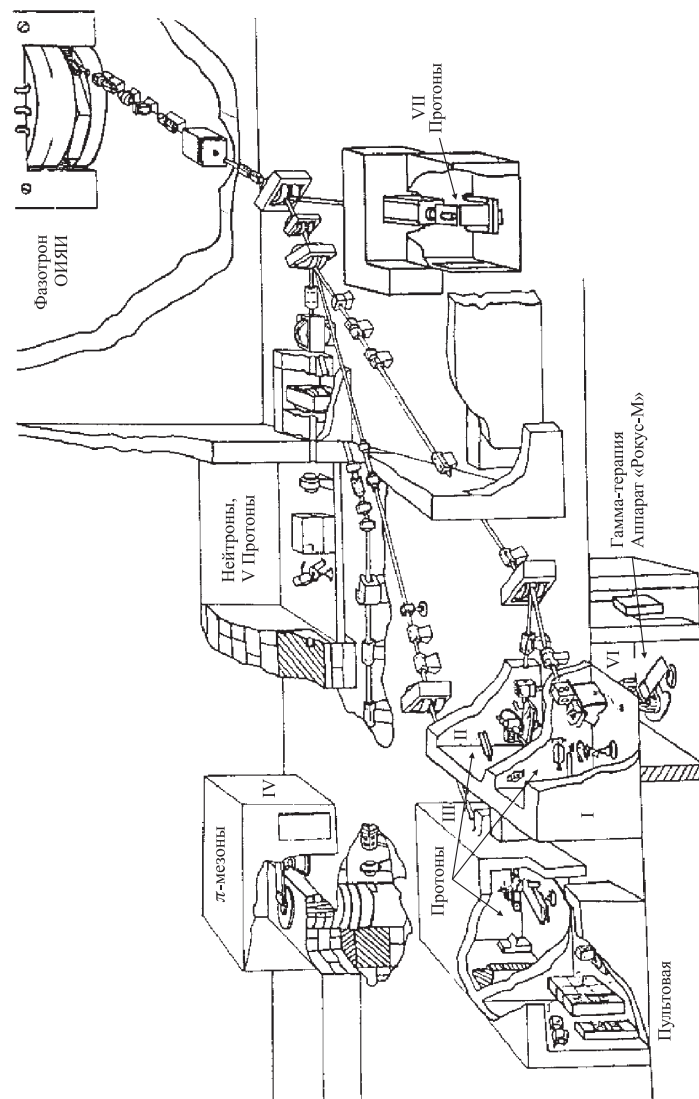 Фазотрон
ОИЯИ
VII
Протоны
Нейтроны,
V Протоны
Гамма-терапия
Аппарат «Рокус-М»
π-мезоны
IV
VI
II
III
I
Протоны
Пультовая